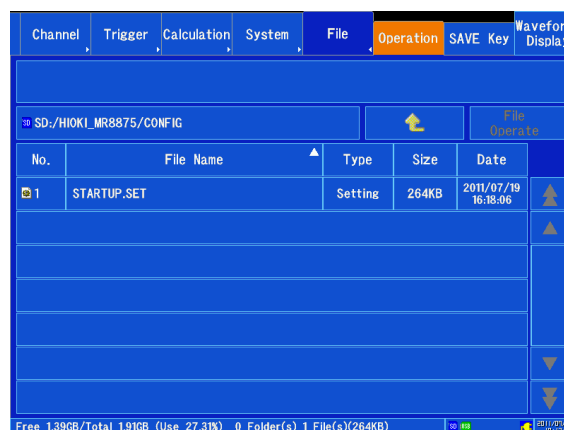 Channel Trigger Calculation System File Operation SAVE Key Wavefor
Displa
SD:/HIOKI_MR8875/CONFIG
File
Operate
No. File Name Type Size Date
1 STARTUP.SET Setting 264KB 2011/07/19
16:18:06
Free 1.39GB/Total 1.91GB (Use 27.31%) 0 Folder(s) 1 File(s)(264KB)